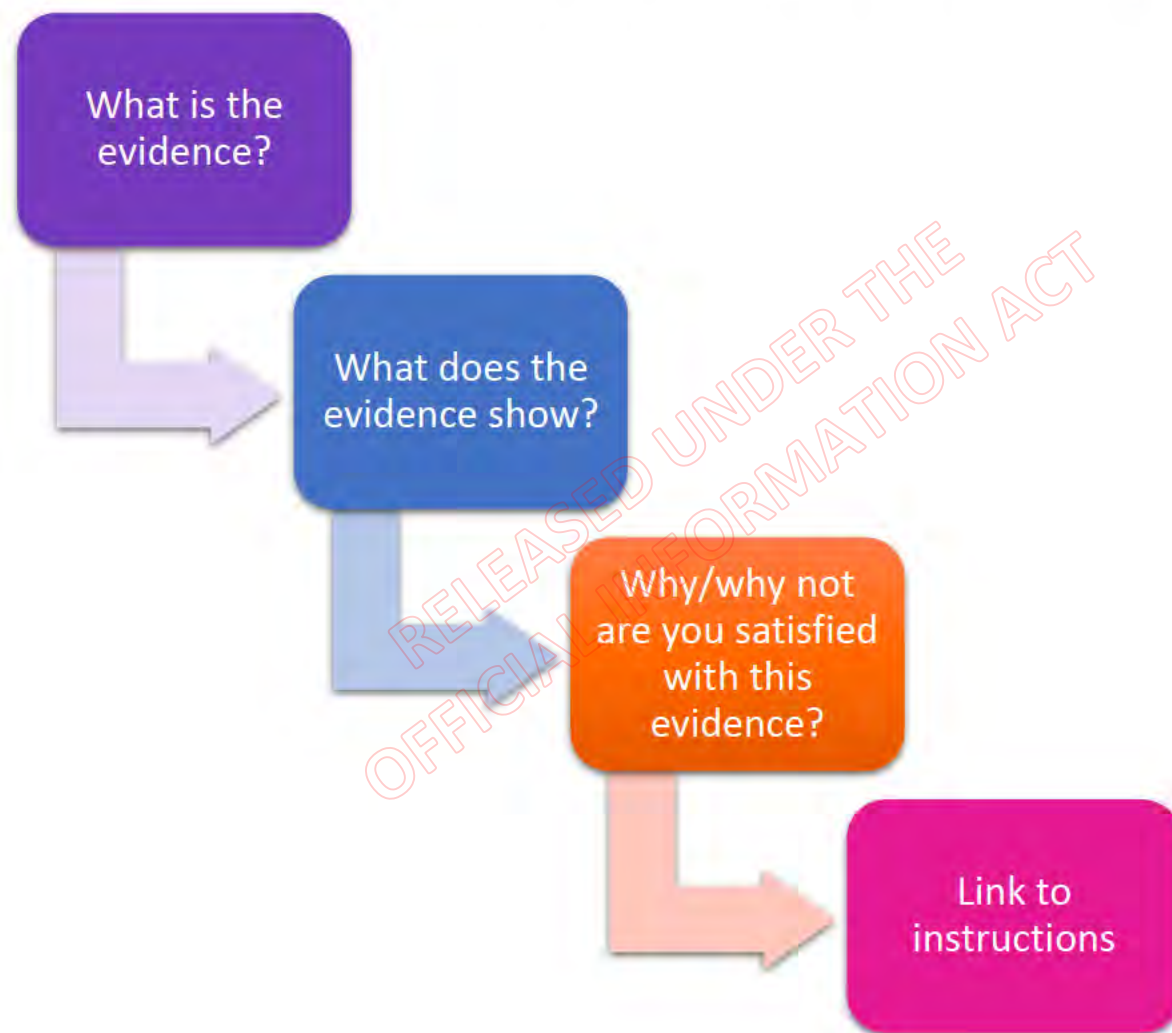 What is the
evidence?
What does the
evidence show?
Why/why not
are you satisfied
with this
evidence?
Link to
instructions
RELEASED UNDER THE
OFFICIAL INFORMATION ACT